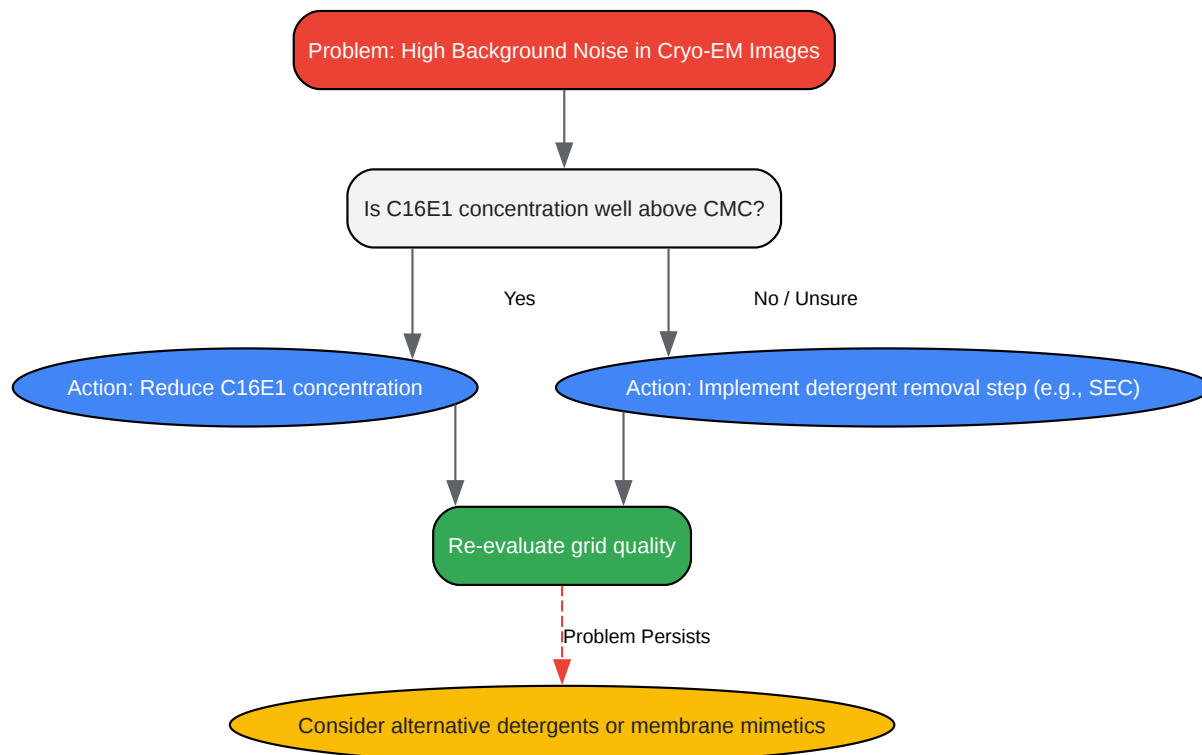 Problem: High Background Noise in Cryo-EM Images
Is C16E1 concentration well above CMC?
Yes
No / Unsure
Action: Reduce C16E1 concentration
Action: Implement detergent removal step (e.g., SEC)
Re-evaluate grid quality
Problem Persists
Consider alternative detergents or membrane mimetics